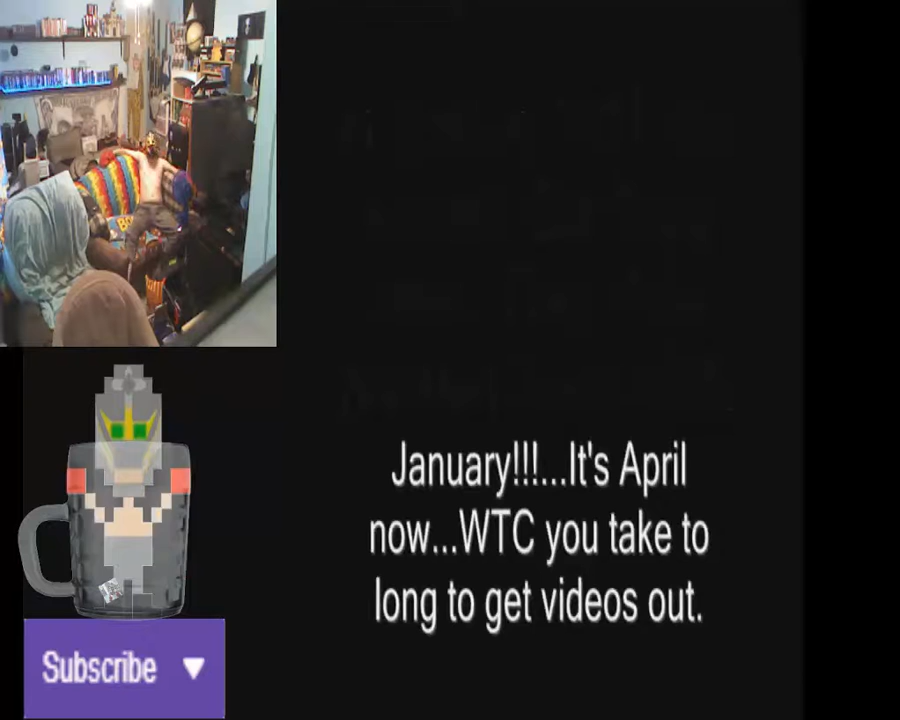 January!!!...It's April
now...WTC you take to
long to get videos out.
Subscribe